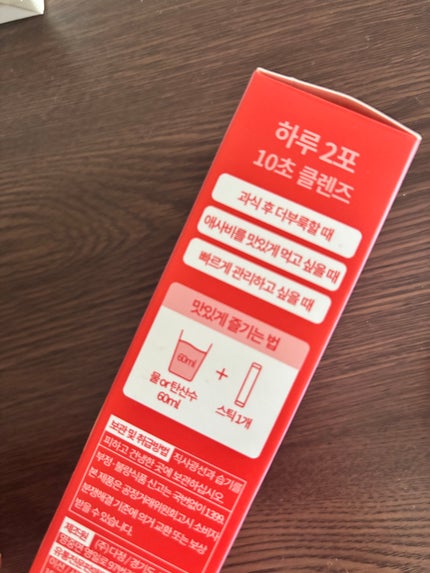 하루 2포
10초 클렌즈
과식 후 더부룩할 때
애사비를 맛있게 먹고 싶을 때
빠르게 관리하고 싶을 때
맛있게 즐기는 법
60ml
+
물 or 탄산수
60ml
스틱 1개
보관 및 취급방법 직사광선과 습기를
피하고 건냉한 곳에 보관하십시오
부정·불량식품 신고는 국번없이 1399
본 제품은 공정거래위원회고시 소비자
분쟁해결 기준에 의거 교환 또는 보상
받을 수 있습니다.
제조원 (주)다정/경기도